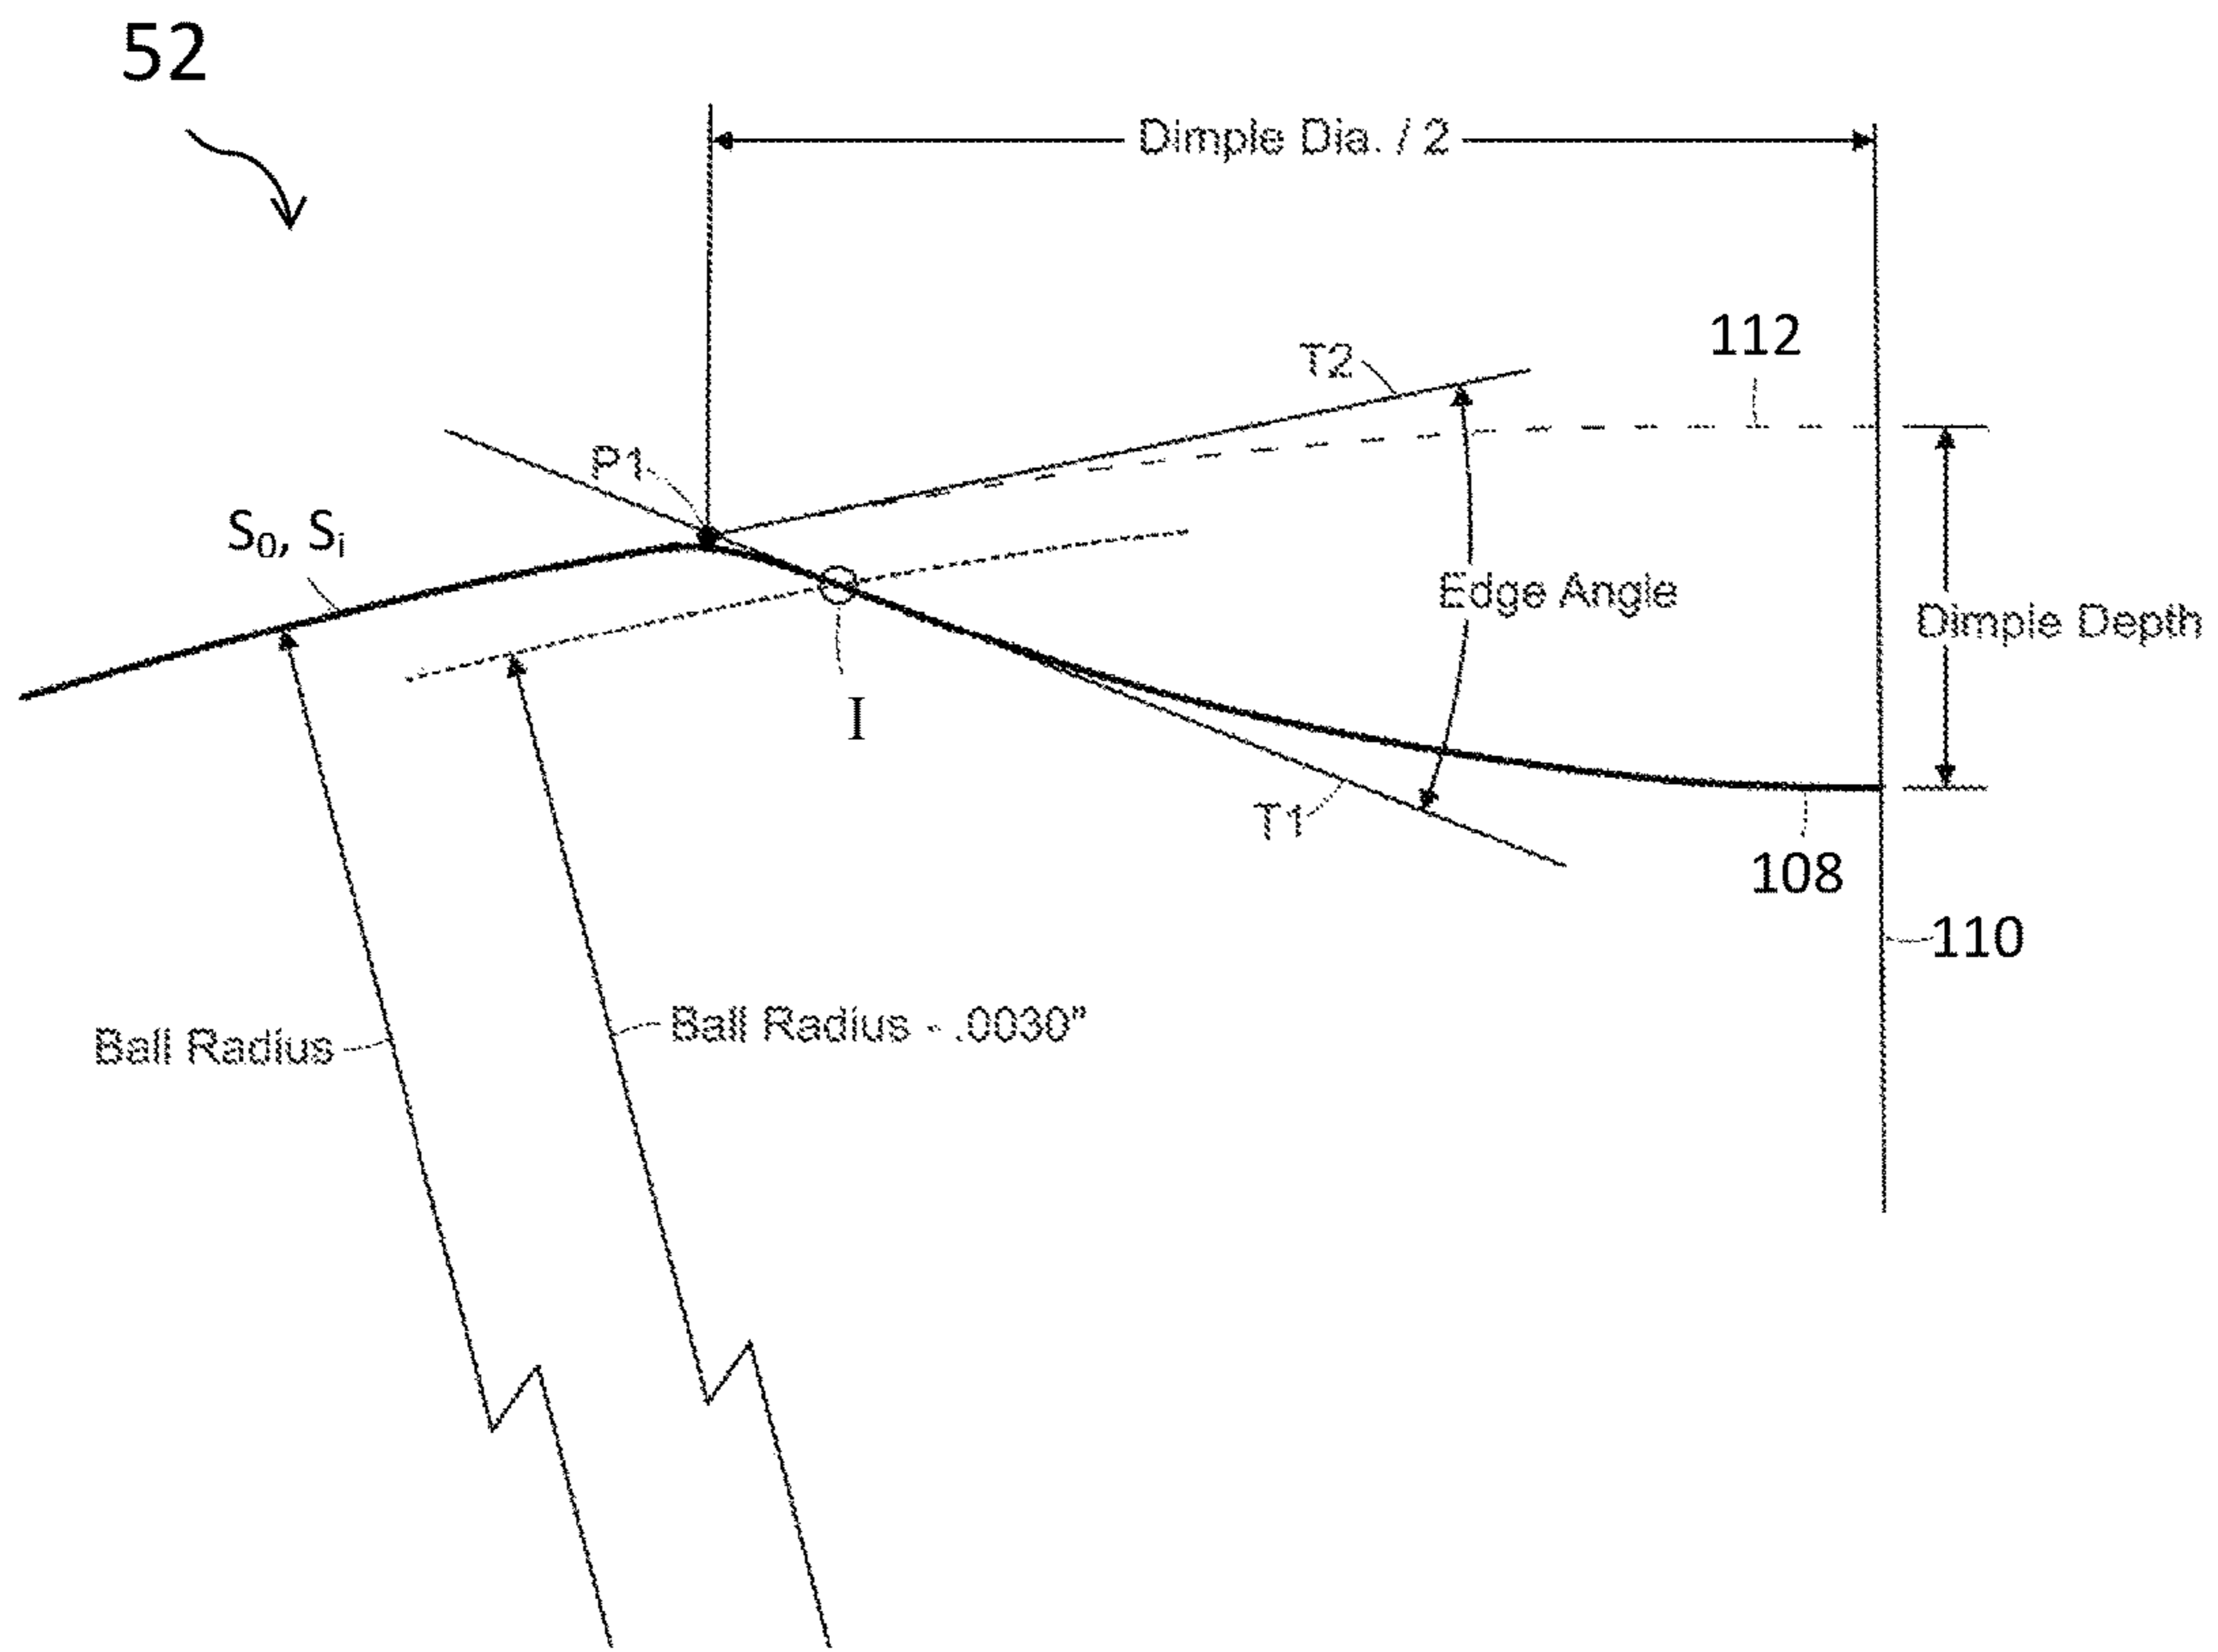 52
Dimple Dia. / 2
112
T2
P1
S₀, Sᵢ
Edge Angle
Dimple Depth
I
T1
108
110
Ball Radius - .0030"
Ball Radius